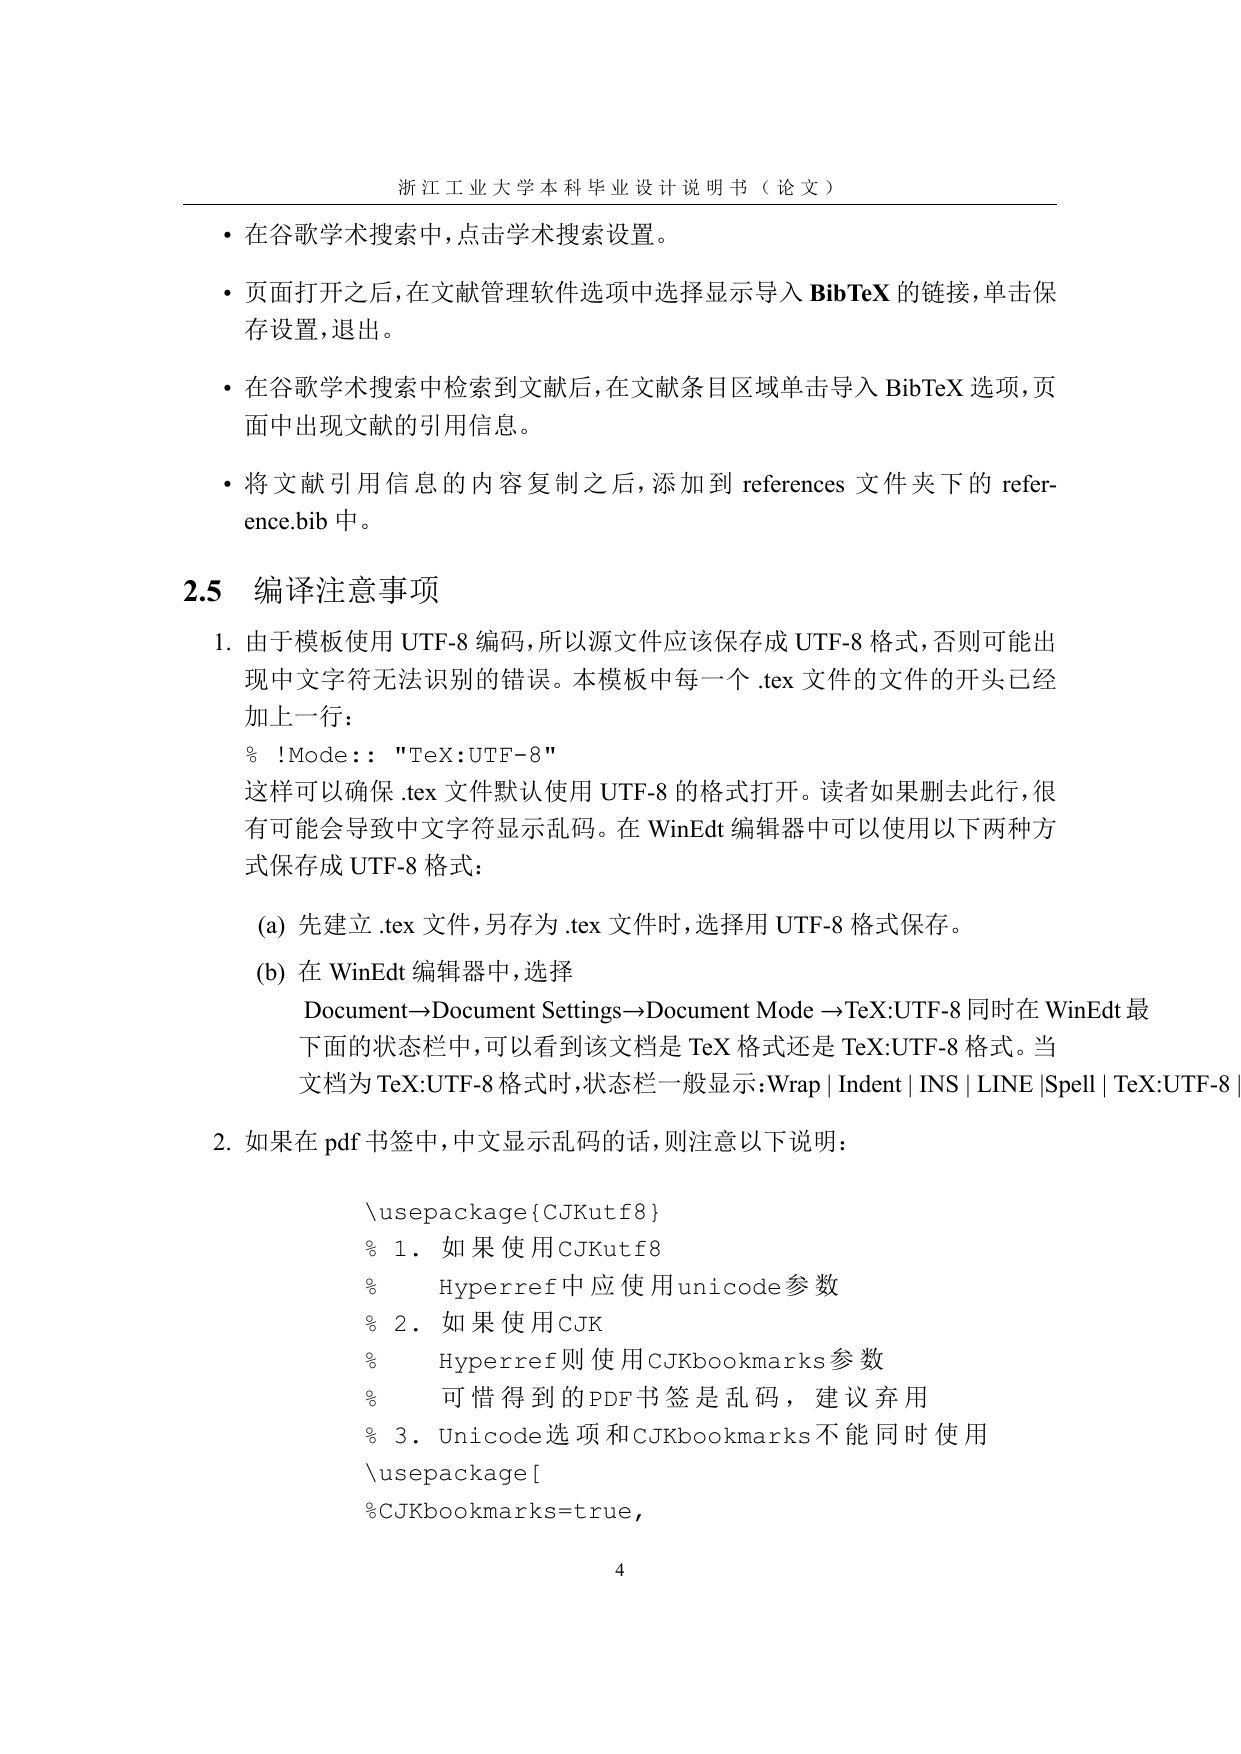 浙江工业大学本科毕业设计说明书（论文）
• 在谷歌学术搜索中，点击学术搜索设置。
• 页面打开之后，在文献管理软件选项中选择显示导入 BibTeX 的链接，单击保
存设置，退出。
• 在谷歌学术搜索中检索到文献后，在文献条目区域单击导入 BibTeX 选项，页
面中出现文献的引用信息。
• 将文献引用信息的内容复制之后，添加到 references 文件夹下的 refer-
ence.bib 中。
2.5 编译注意事项
1. 由于模板使用 UTF-8 编码，所以源文件应该保存成 UTF-8 格式，否则可能出
现中文字符无法识别的错误。本模板中每一个 .tex 文件的文件的开头已经
加上一行：
% !Mode:: "TeX:UTF-8"
这样可以确保 .tex 文件默认使用 UTF-8 的格式打开。读者如果删去此行，很
有可能会导致中文字符显示乱码。在 WinEdt 编辑器中可以使用以下两种方
式保存成 UTF-8 格式：
(a) 先建立 .tex 文件，另存为 .tex 文件时，选择用 UTF-8 格式保存。
(b) 在 WinEdt 编辑器中，选择
Document→Document Settings→Document Mode →TeX:UTF-8 同时在 WinEdt 最
下面的状态栏中，可以看到该文档是 TeX 格式还是 TeX:UTF-8 格式。当
文档为 TeX:UTF-8 格式时，状态栏一般显示：Wrap | Indent | INS | LINE |Spell | TeX:UTF-8 |
2. 如果在 pdf 书签中，中文显示乱码的话，则注意以下说明：
\usepackage{CJKutf8}
% 1. 如果使用CJKutf8
%    Hyperref中应使用unicode参数
% 2. 如果使用CJK
%    Hyperref则使用CJKbookmarks参数
%    可惜得到的PDF书签是乱码，建议弃用
% 3. Unicode选项和CJKbookmarks不能同时使用
\usepackage[
%CJKbookmarks=true,
4